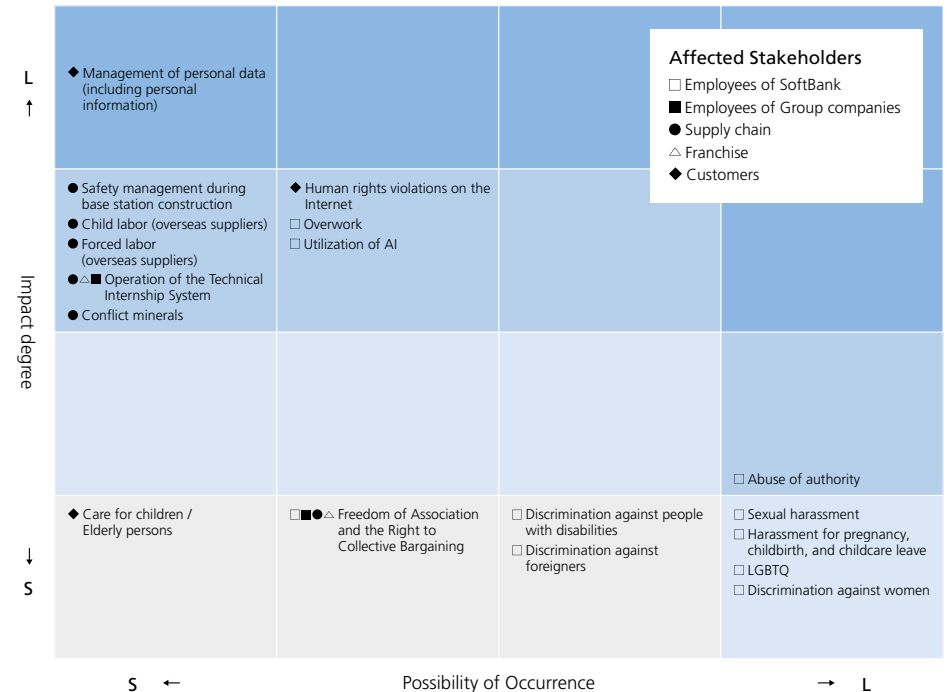 L
↑
Impact degree
↓
S
◆ Management of personal data
(including personal
information)
Affected Stakeholders
□ Employees of SoftBank
■ Employees of Group companies
● Supply chain
△ Franchise
◆ Customers
● Safety management during
base station construction
● Child labor (overseas suppliers)
● Forced labor
(overseas suppliers)
●△■ Operation of the Technical
Internship System
● Conflict minerals
◆ Human rights violations on the
Internet
□ Overwork
□ Utilization of AI
□ Abuse of authority
◆ Care for children /
Elderly persons
□■●△ Freedom of Association
and the Right to
Collective Bargaining
□ Discrimination against people
with disabilities
□ Discrimination against
foreigners
□ Sexual harassment
□ Harassment for pregnancy,
childbirth, and childcare leave
□ LGBTQ
□ Discrimination against women
S ← Possibility of Occurrence → L